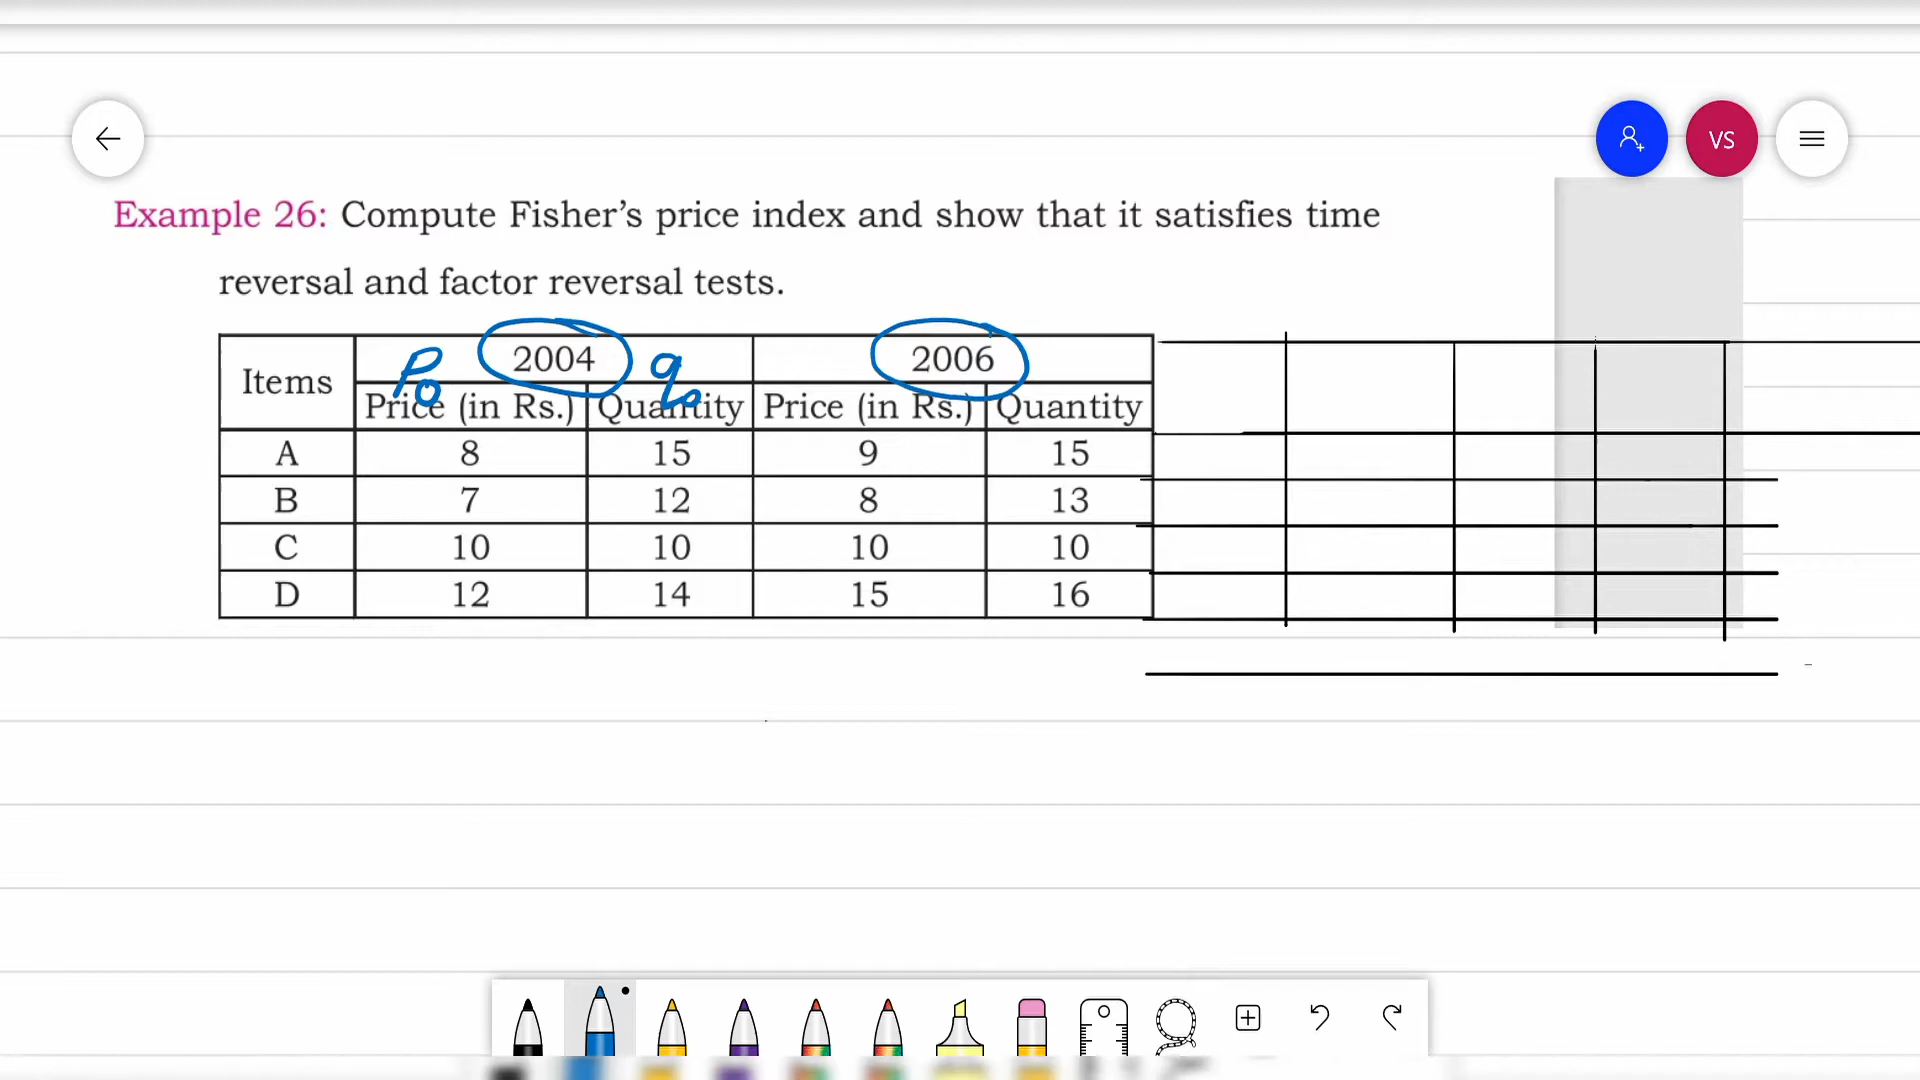 VS
Example 26: Compute Fisher’s price index and show that it satisfies time
reversal and factor reversal tests.
Items P0 2004 q0 2006
Price (in Rs.) Quantity Price (in Rs.) Quantity
A 8 15 9 15
B 7 12 8 13
C 10 10 10 10
D 12 14 15 16